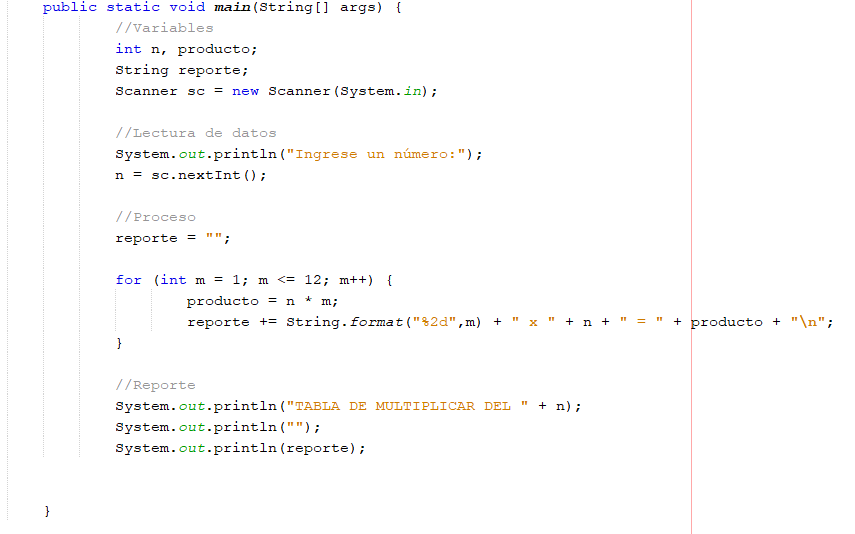 public static void main(String[] args) {
//Variables
int n, producto;
String reporte;
Scanner sc = new Scanner(System.in);
//Lectura de datos
System.out.println("Ingrese un número:");
n = sc.nextInt();
//Proceso
reporte = "";
for (int m = 1; m <= 12; m++) {
producto = n * m;
reporte += String.format("%2d",m) + " x " + n + " = " + producto + "\n";
}
//Reporte
System.out.println("TABLA DE MULTIPLICAR DEL " + n);
System.out.println("");
System.out.println(reporte);
}